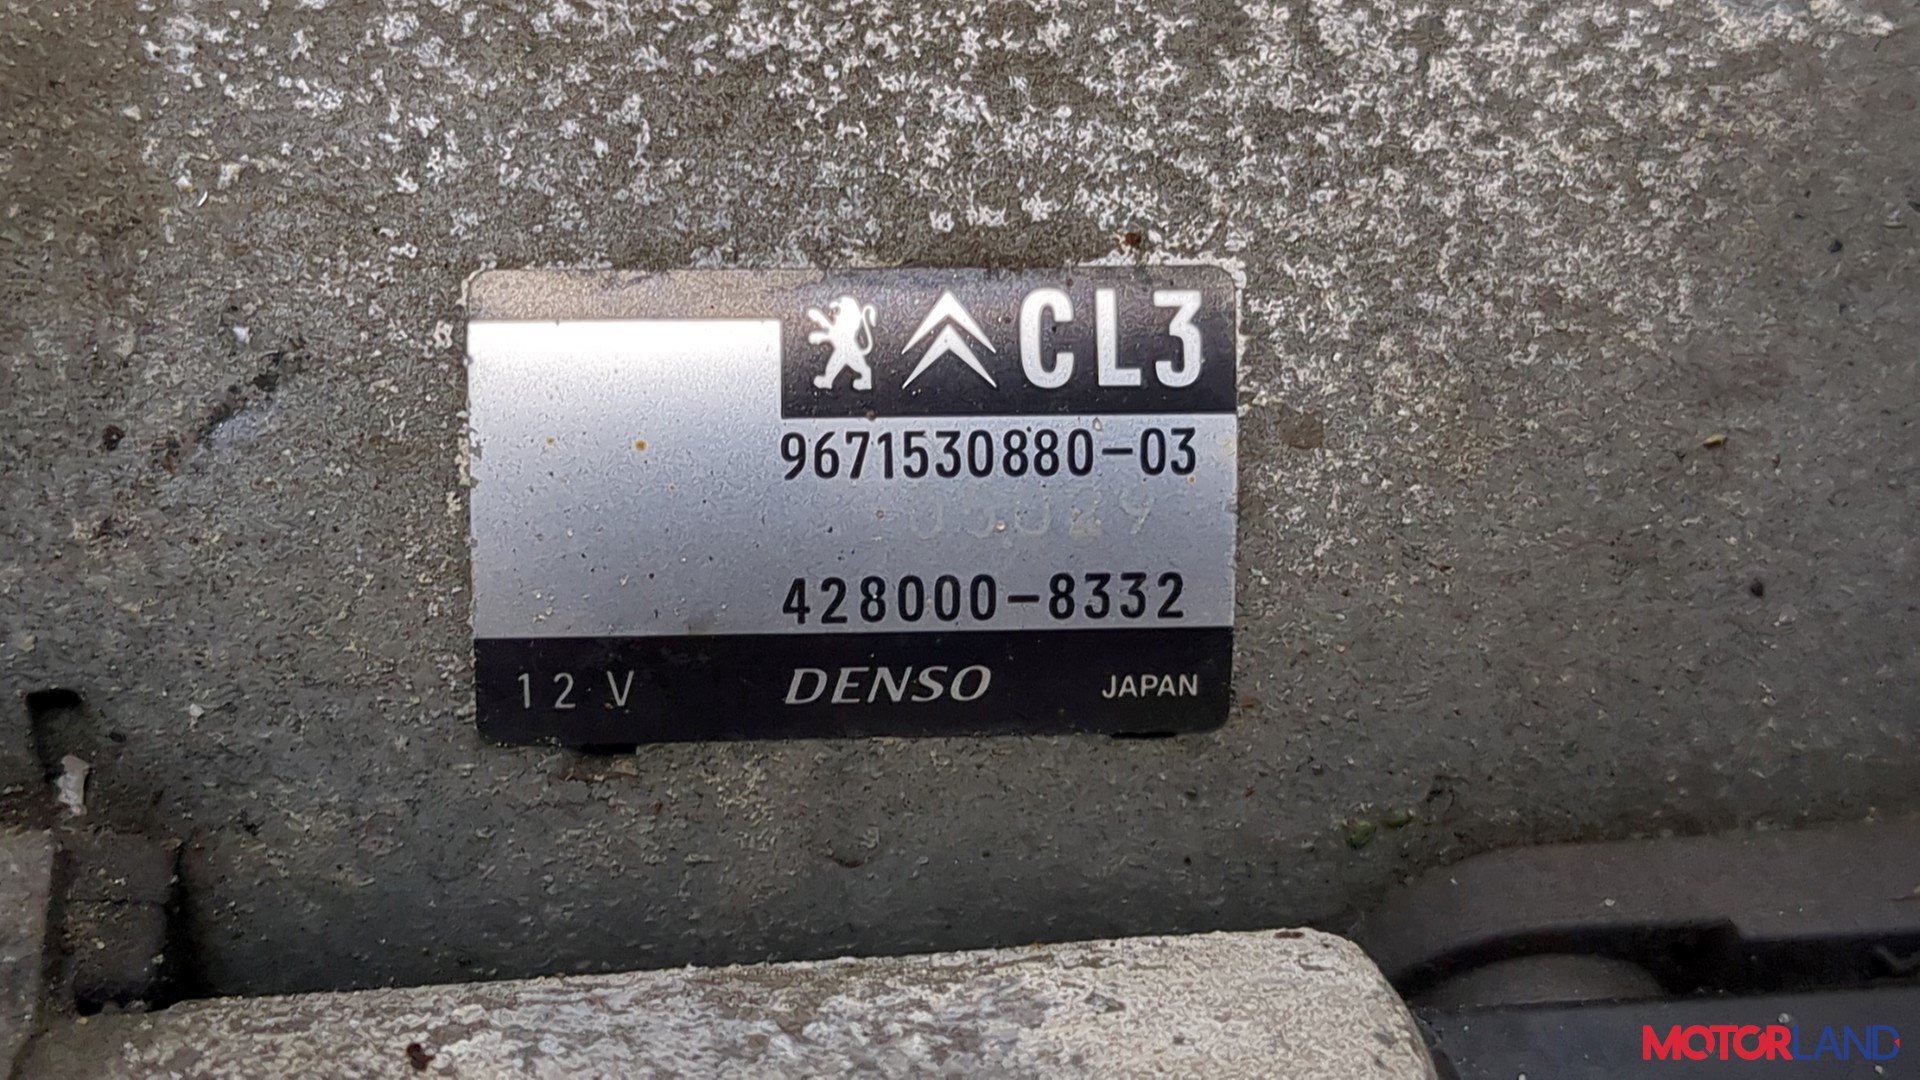 CL3
9671530880-03
428000-8332
12 V DENSO JAPAN
MOTORLAND